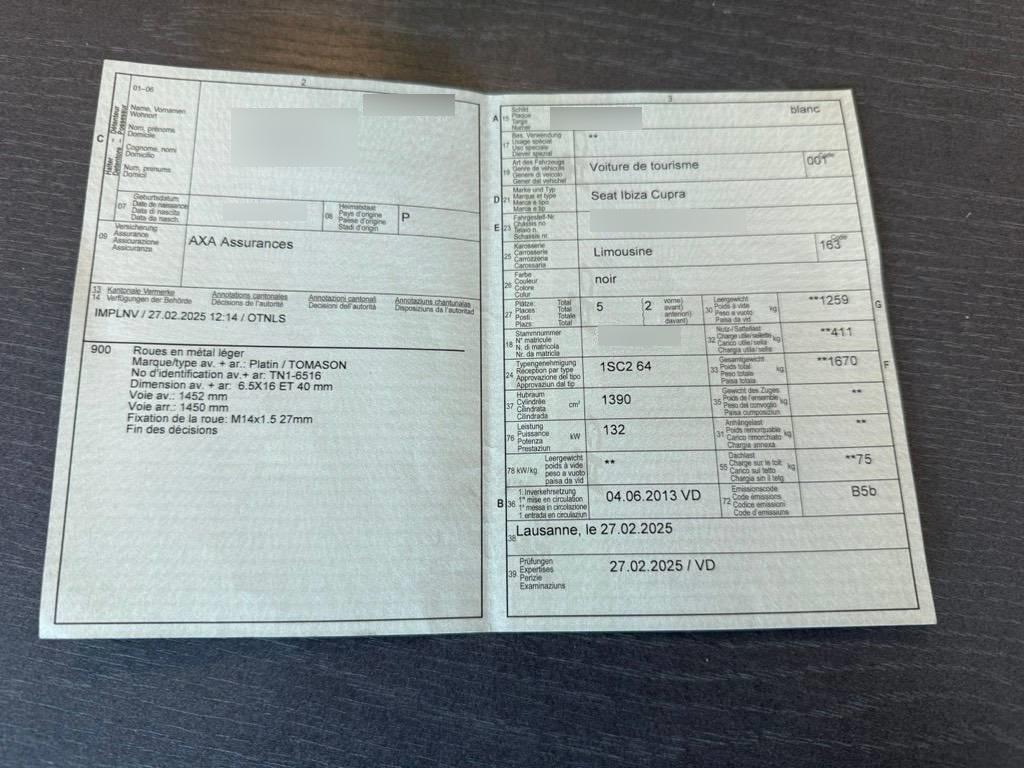 2
01–06
C
Halter – Détenteur
Detentore – Possessur
Name, Vornamen
Wohnort
Nom, prénoms
Domicile
Cognome, nomi
Domicilio
Num, prenums
Domicil
07
Geburtsdatum
Date de naissance
Data di nascita
Data da nasch.
08
Heimatstaat
Pays d'origine
Paese d'origine
Stadi d'origin
P
09
Versicherung
Assurance
Assicurazione
Assicuranza
AXA Assurances
13
14
Kantonale Vermerke
Verfügungen der Behörde
Annotations cantonales
Décisions de l'autorité
Annotazioni cantonali
Decisioni dell'autorità
Annotaziuns chantunalas
Disposiziuns da l'autoritad
IMPLNV / 27.02.2025 12:14 / OTNLS
900 Roues en métal léger
Marque/type av. + ar.: Platin / TOMASON
No d'identification av.+ ar: TN1-6516
Dimension av. + ar: 6.5X16 ET 40 mm
Voie av.: 1452 mm
Voie arr.: 1450 mm
Fixation de la roue: M14x1.5 27mm
Fin des décisions
3
A
15
Schild
Plaque
Targa
Numer
blanc
17
Bes. Verwendung
Usage spécial
Uso speciale
Diever spezial
**
19
Art des Fahrzeugs
Genre de véhicule
Genere di veicolo
Gener dal vehichel
Voiture de tourisme
Code
001
D
21
Marke und Typ
Marque et type
Marca e tipo
Marca e tip
Seat Ibiza Cupra
E
23
Fahrgestell-Nr.
Châssis no
Telaio n.
Schassis nr.
25
Karosserie
Carrosserie
Carrozzeria
Carossaria
Limousine
Code
163
26
Farbe
Couleur
Colore
Colur
noir
27
Plätze: Total
Places Total
Posti: Totale
Plazs: Total
5
2
vorne)
avant)
anteriori)
davant)
30
Leergewicht
Poids à vide
Peso a vuoto
Paisa da vid
kg
**1259
G
18
Stammnummer
N° matricule
N. di matricola
Nr. da matricla
32
Nutz-/Sattellast
Charge utile/sellette
Carico utile/sella
Chargia utila/sella
kg
**411
24
Typengenehmigung
Réception par type
Approvazione del tipo
Approvaziun dal tip
1SC2 64
33
Gesamtgewicht
Poids total
Peso totale
Paisa totala
kg
**1670
F
37
Hubraum
Cylindrée
Cilindrata
Cilindrada
cm³
1390
35
Gewicht des Zuges
Poids de l'ensemble
Peso del convoglio
Paisa cumposiziun
kg
**
76
Leistung
Puissance
Potenza
Prestaziun
kW
132
31
Anhängelast
Poids remorquable
Carico rimorchiato
Chargia annexa
kg
**
78 kW/kg
Leergewicht
poids à vide
peso a vuoto
paisa da vid
**
55
Dachlast
Charge sur le toit
Carico sul tetto
Chargia sin il tetg
kg
**75
B
36
1. Inverkehrsetzung
1re mise en circulation
1a messa in circolazione
1. entrada en circulaziun
04.06.2013 VD
72
Emissionscode
Code émissions
Codice emissioni
Code d'emissiuns
B5b
38
Lausanne, le 27.02.2025
39
Prüfungen
Expertises
Perizie
Examinaziuns
27.02.2025 / VD